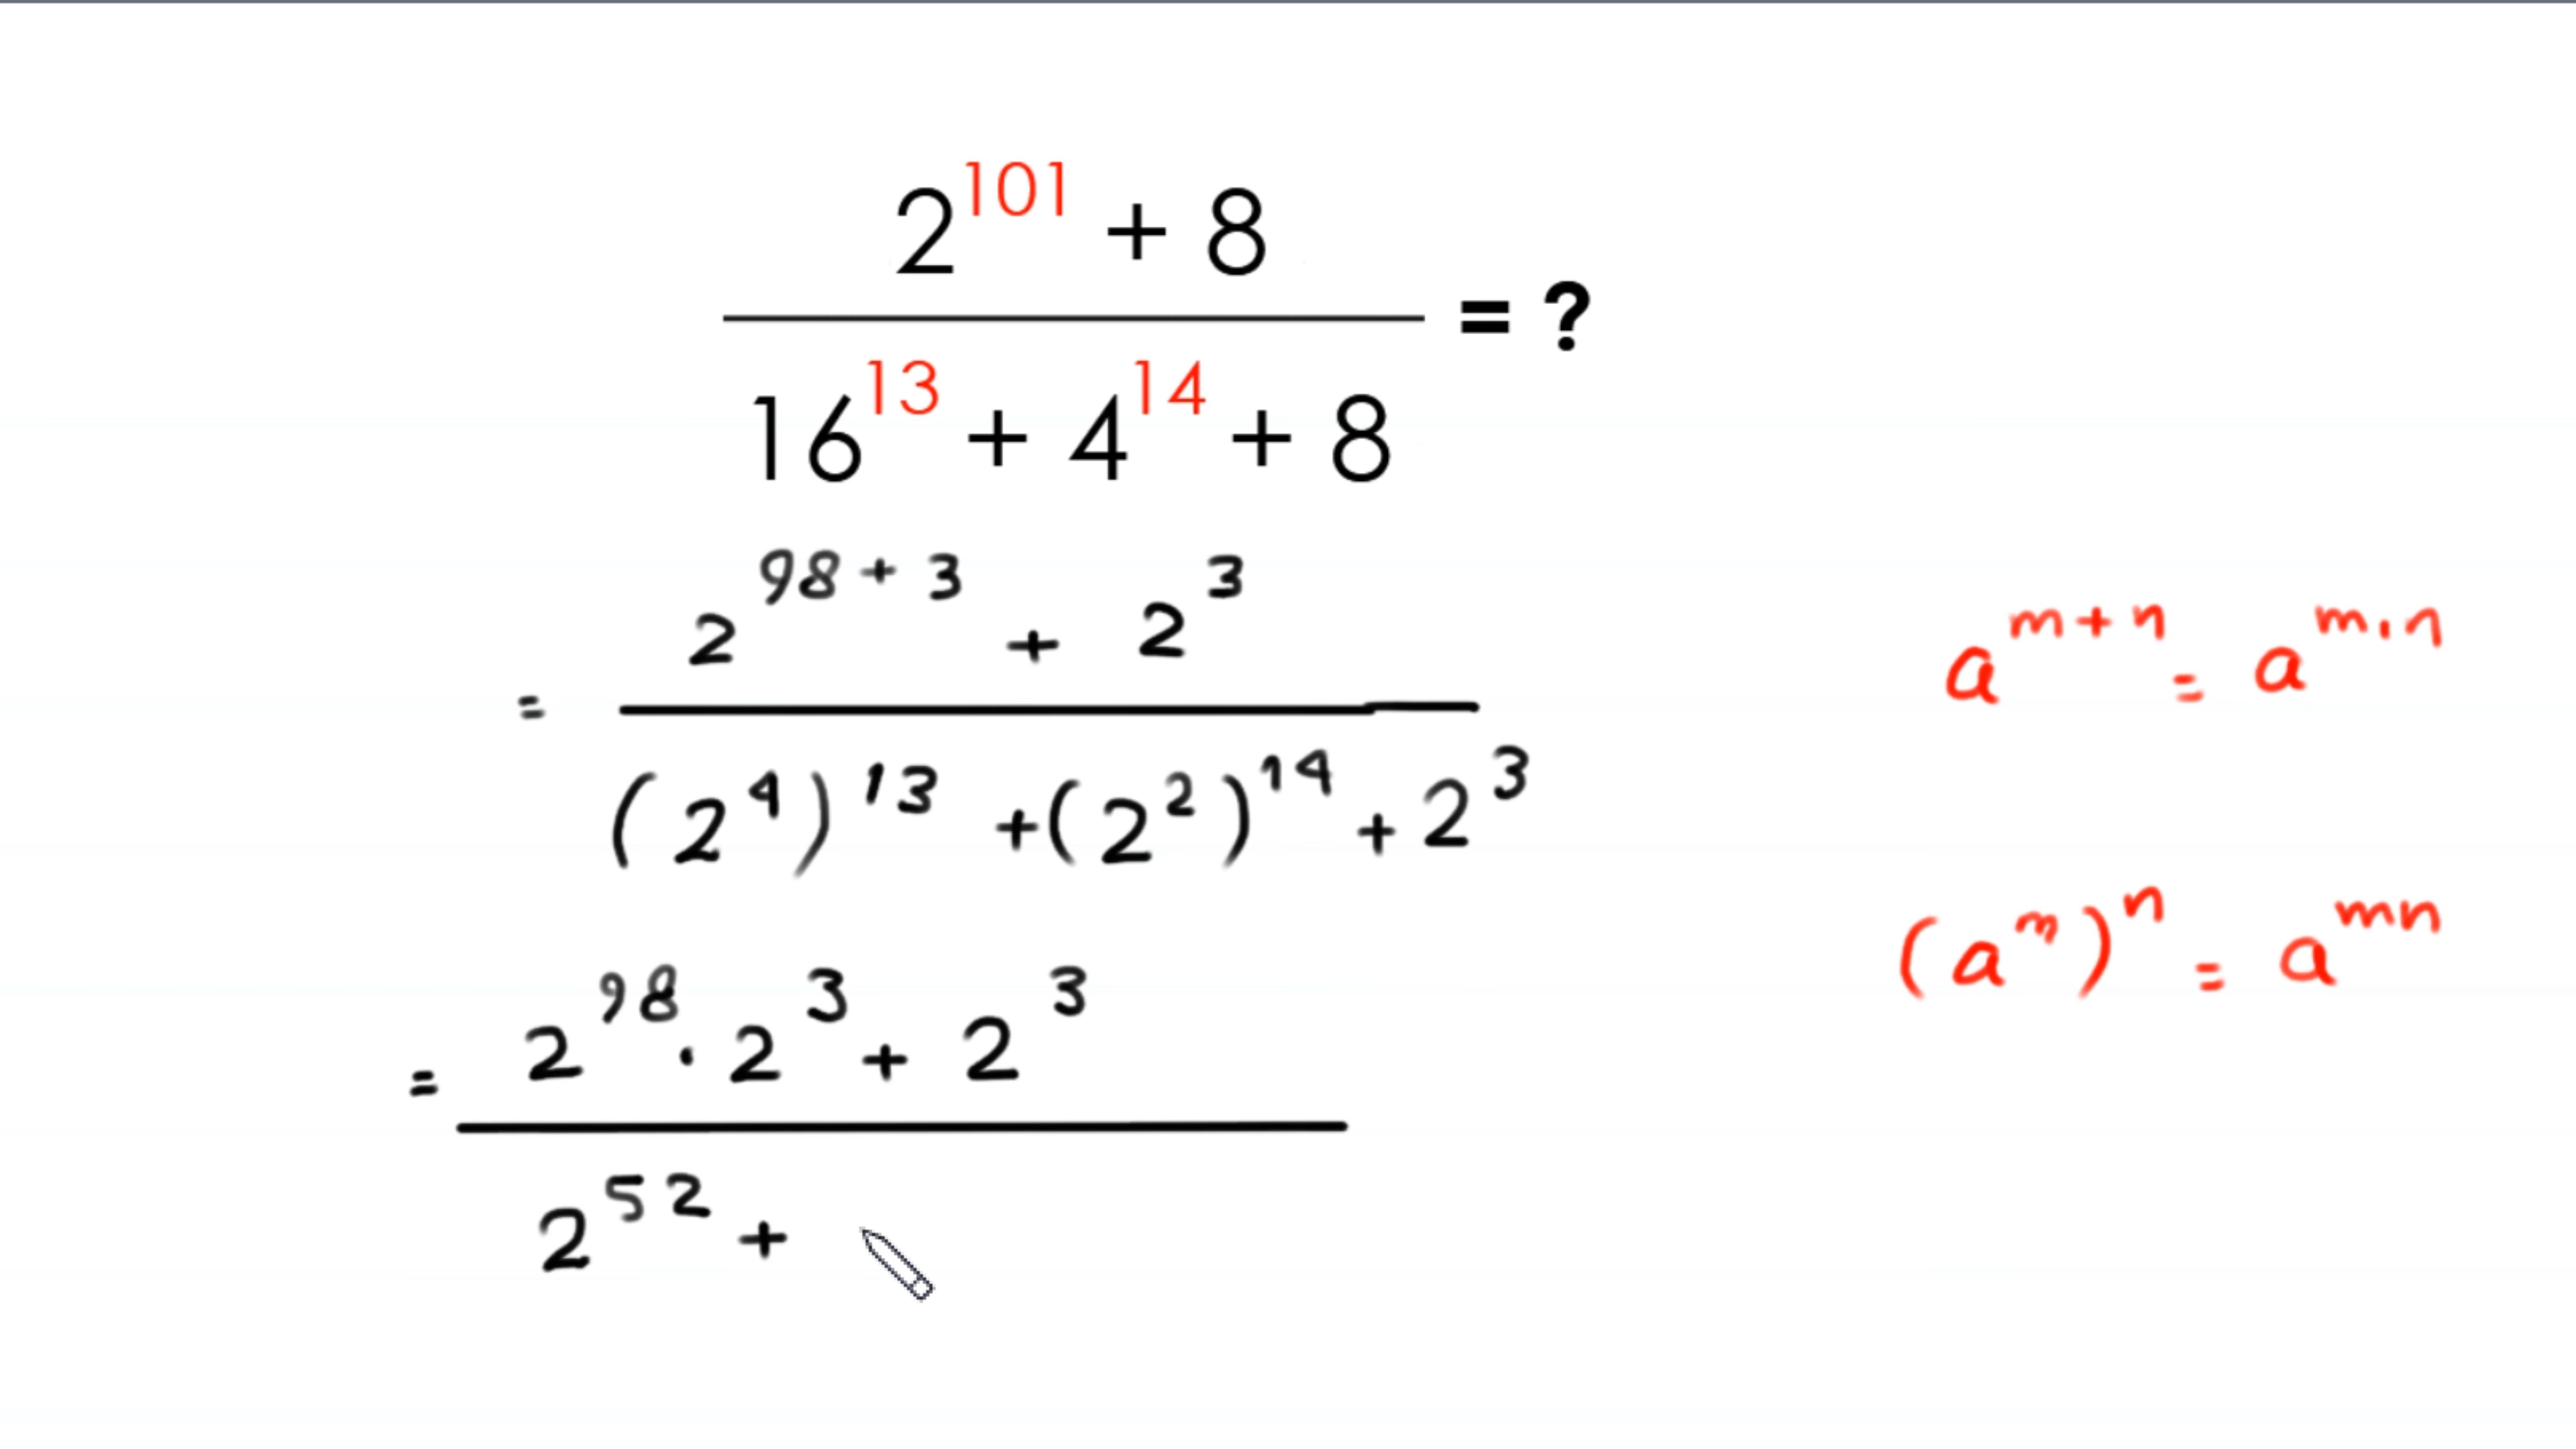 2^101 + 8
16^13 + 4^14 + 8
= ?
2^98 + 3 + 2^3
=
(2^4)^13 + (2^2)^14 + 2^3
a^m + n = a^m . n
(a^m)^n = a^mn
2^98 . 2^3 + 2^3
=
2^52 +